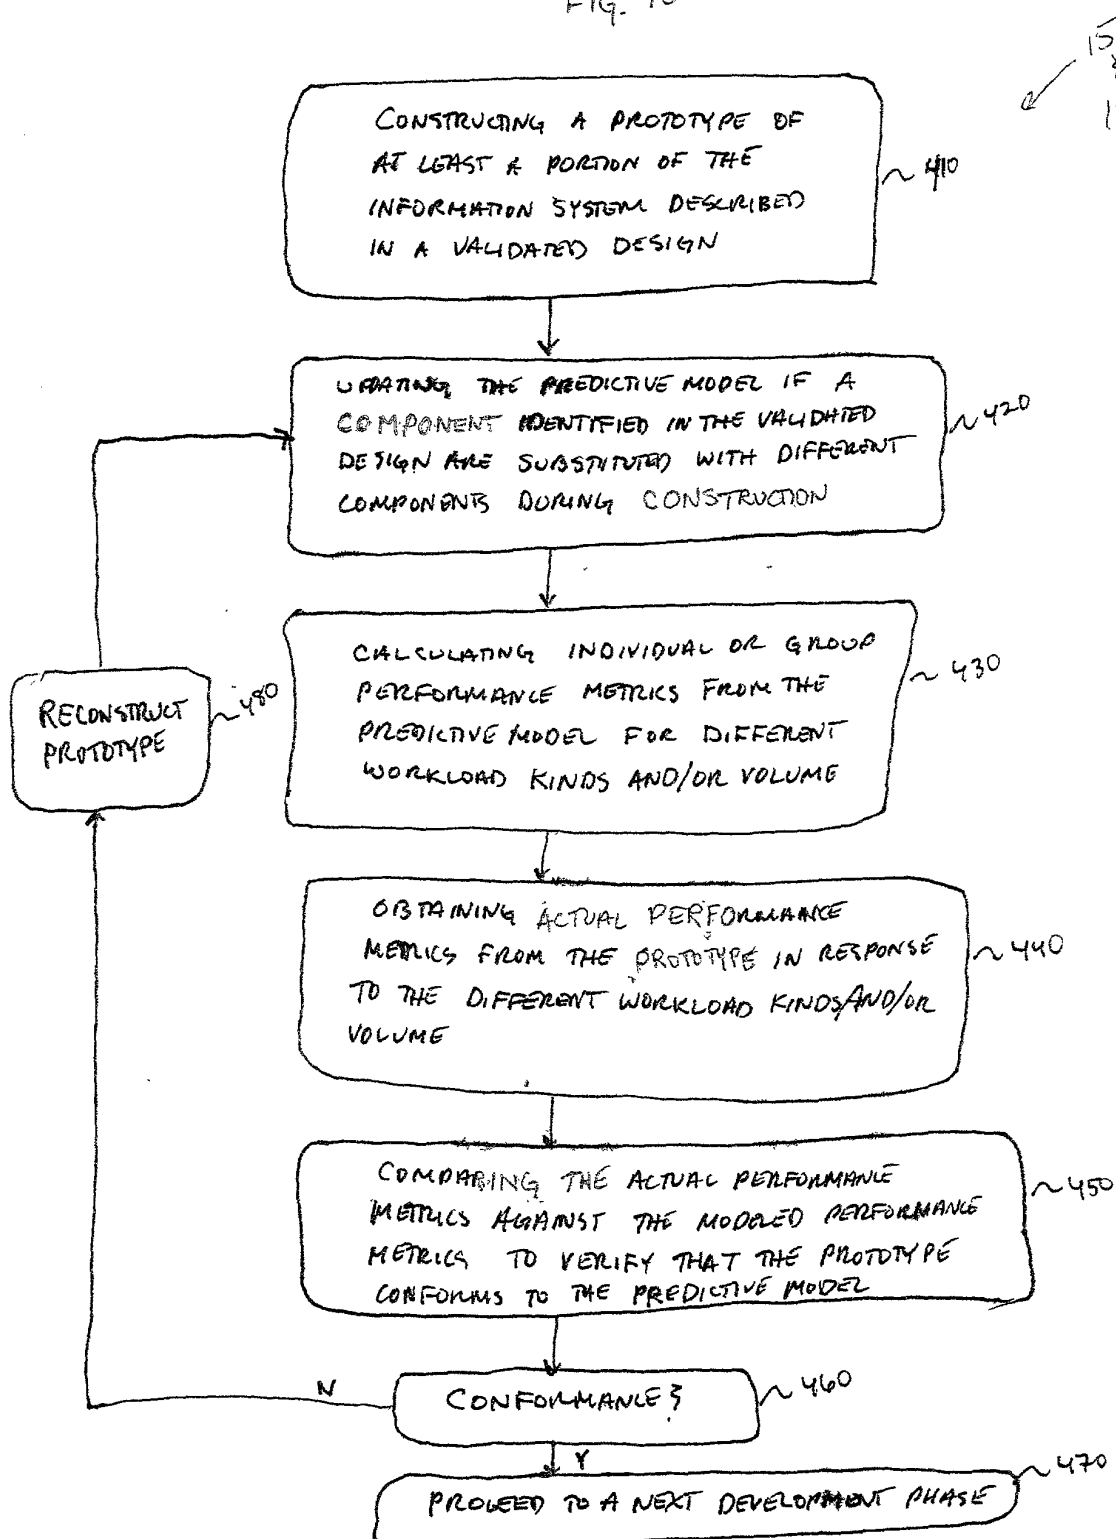 FIG. 10
15
CONSTRUCTING A PROTOTYPE OF
AT LEAST A PORTION OF THE
INFORMATION SYSTEM DESCRIBED
IN A VALIDATED DESIGN
410
UPDATING THE PREDICTIVE MODEL IF A
COMPONENT IDENTIFIED IN THE VALIDATED
DESIGN ARE SUBSTITUTED WITH DIFFERENT
COMPONENTS DURING CONSTRUCTION
420
CALCULATING INDIVIDUAL OR GROUP
PERFORMANCE METRICS FROM THE
PREDICTIVE MODEL FOR DIFFERENT
WORKLOAD KINDS AND/OR VOLUME
430
RECONSTRUCT
PROTOTYPE
480
OBTAINING ACTUAL PERFORMANCE
METRICS FROM THE PROTOTYPE IN RESPONSE
TO THE DIFFERENT WORKLOAD KINDS/AND/OR
VOLUME
440
COMPARING THE ACTUAL PERFORMANCE
METRICS AGAINST THE MODELED PERFORMANCE
METRICS TO VERIFY THAT THE PROTOTYPE
CONFORMS TO THE PREDICTIVE MODEL
450
N
CONFORMANCE?
460
Y
PROCEED TO A NEXT DEVELOPMENT PHASE
470